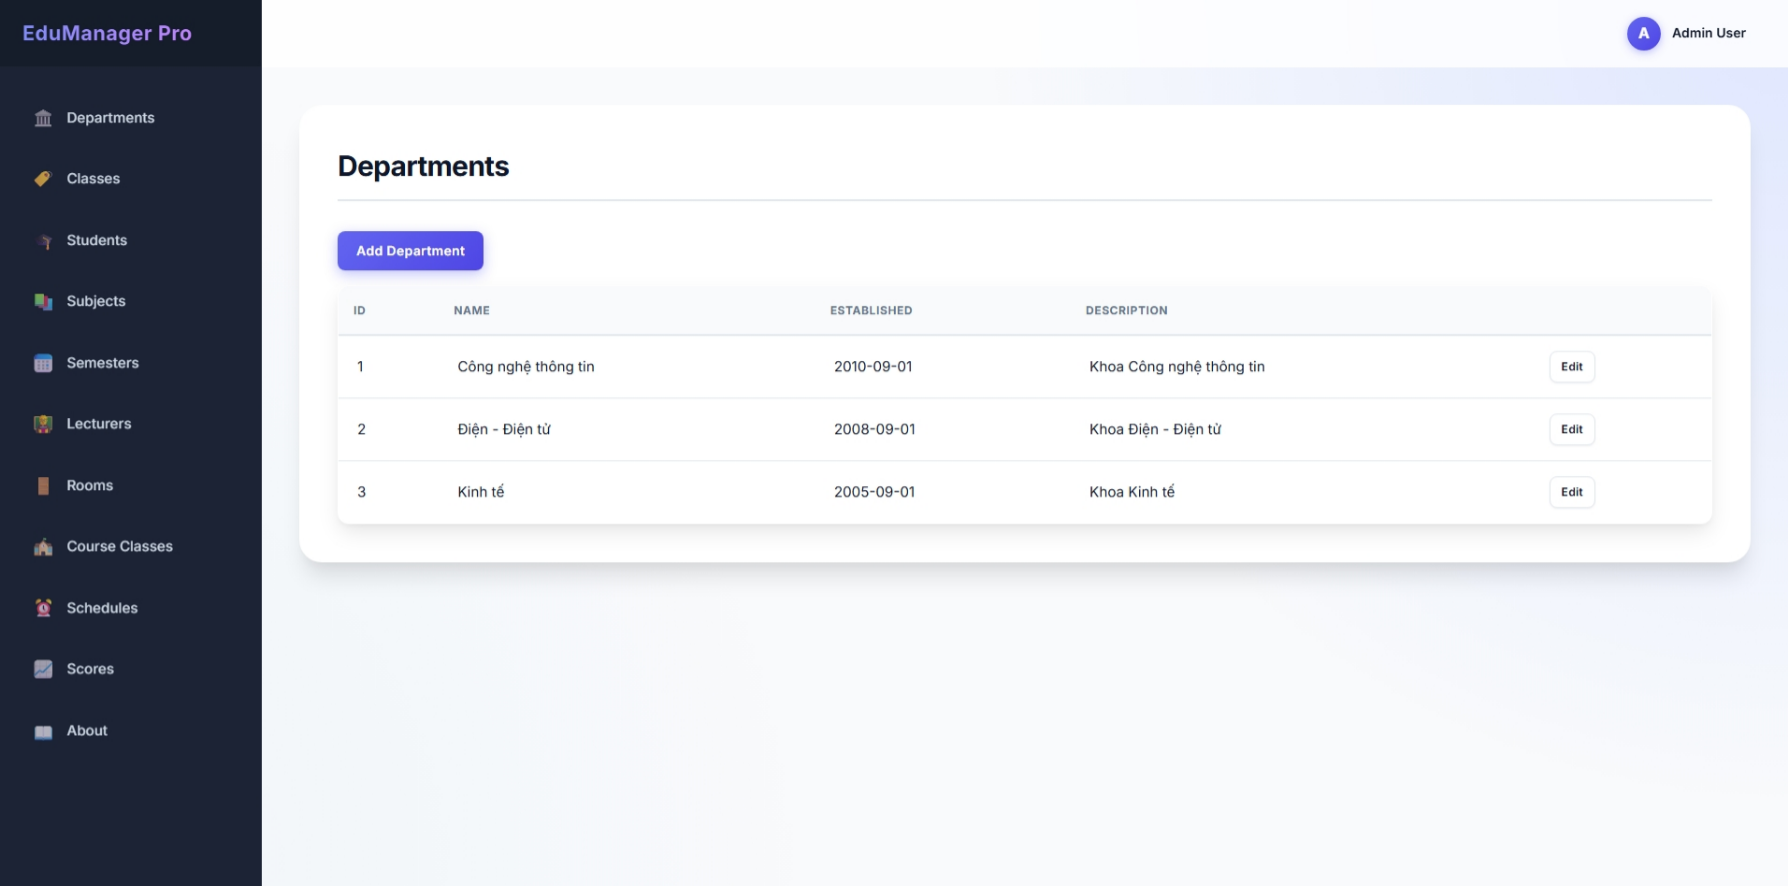 EduManager Pro
A Admin User
Departments
Classes
Students
Subjects
Semesters
Lecturers
Rooms
Course Classes
Schedules
Scores
About
Departments
Add Department
ID NAME ESTABLISHED DESCRIPTION
1 Công nghệ thông tin 2010-09-01 Khoa Công nghệ thông tin Edit
2 Điện - Điện tử 2008-09-01 Khoa Điện - Điện tử Edit
3 Kinh tế 2005-09-01 Khoa Kinh tế Edit